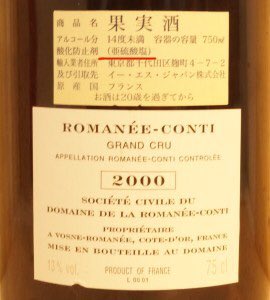 商品名 果実酒
アルコール分 14度未満 容器の容量 750㎖
酸化防止剤 (亜硫酸塩)
輸入業者住所 東京都千代田区麹町4-7-2
及び引取先 イー・エス・ジャパン株式会社
原産国 フランス
お酒は20歳を過ぎてから
ROMANÉE-CONTI
GRAND CRU
APPELLATION ROMANÉE-CONTI CONTROLÉE
2000
SOCIÉTÉ CIVILE DU
DOMAINE DE LA ROMANÉE-CONTI
PROPRIÉTAIRE
A VOSNE-ROMANÉE, COTE-D'OR, FRANCE
MISE EN BOUTEILLE AU DOMAINE
13% vol. PRODUCT OF FRANCE 75 cl
L 0001